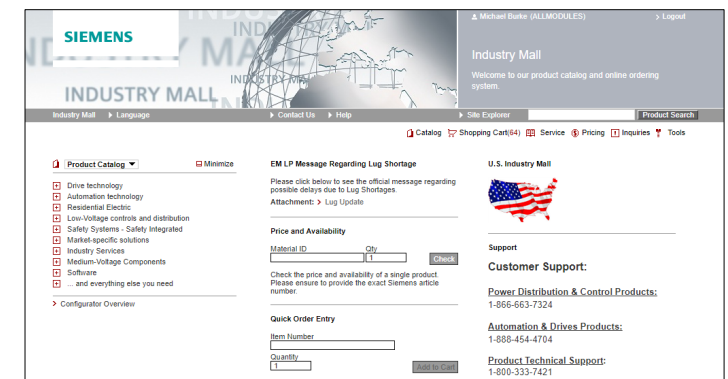 SIEMENS
INDUSTRY MALL
Michael Burke (ALLMODULES)
Logout
Industry Mall
Welcome to our product catalog and online ordering
system.
Industry Mall Language Contact Us Help Site Explorer Product Search
Catalog Shopping Cart(64) Service Pricing Inquiries Tools
Product Catalog ▼ Minimize
Drive technology
Automation technology
Residential Electric
Low-Voltage controls and distribution
Safety Systems - Safety Integrated
Market-specific solutions
Industry Services
Medium-Voltage Components
Software
... and everything else you need
Configurator Overview
EM LP Message Regarding Lug Shortage
Please click below to see the official message regarding
possible delays due to Lug Shortages.
Attachment: > Lug Update
Price and Availability
Material ID Qty
1 Check
Check the price and availability of a single product.
Please ensure to provide the exact Siemens article
number.
Quick Order Entry
Item Number
Quantity
1 Add to Cart
U.S. Industry Mall
Support
Customer Support:
Power Distribution & Control Products:
1-866-663-7324
Automation & Drives Products:
1-888-454-4704
Product Technical Support:
1-800-333-7421